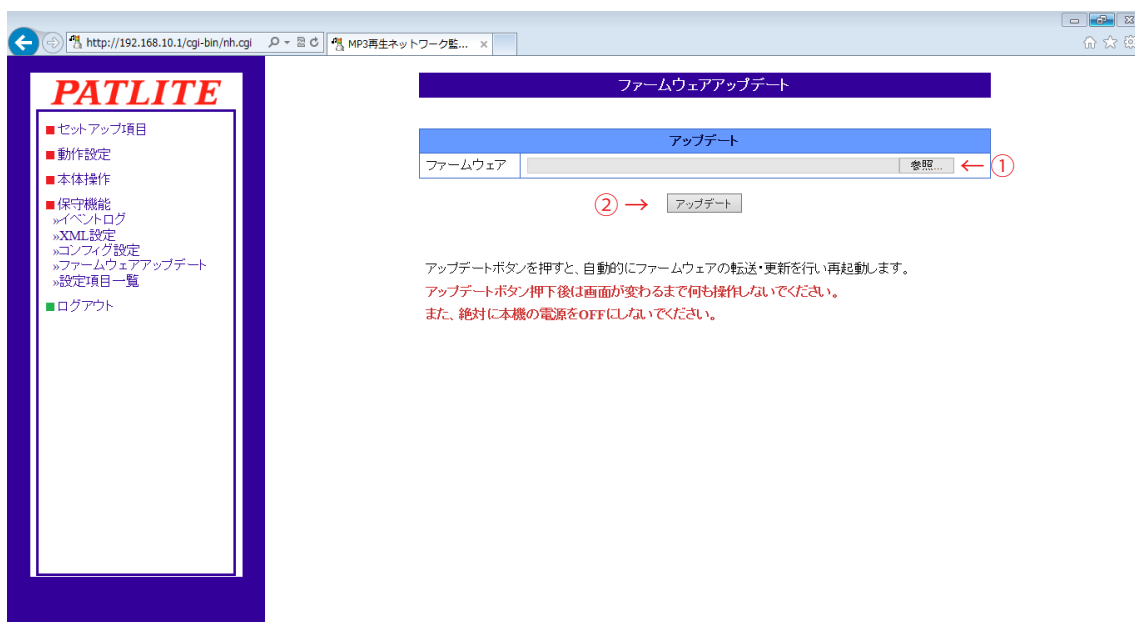 http://192.168.10.1/cgi-bin/nh.cgi
MP3再生ネットワーク監...
PATLITE
セットアップ項目
動作設定
本体操作
保守機能
»イベントログ
»XML設定
»コンフィグ設定
»ファームウェアアップデート
»設定項目一覧
ログアウト
ファームウェアアップデート
アップデート
ファームウェア 参照... ← ①
② → アップデート
アップデートボタンを押すと、自動的にファームウェアの転送・更新を行い再起動します。
アップデートボタン押下後は画面が変わるまで何も操作しないでください。
また、絶対に本機の電源をOFFにしないでください。